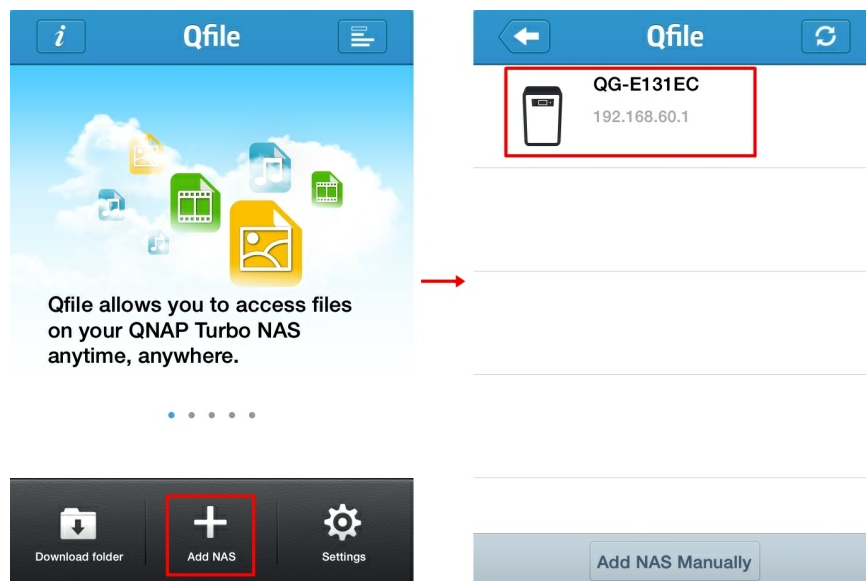 Qfile
Qfile allows you to access files
on your QNAP Turbo NAS
anytime, anywhere.
Download folder
Add NAS
Settings
Qfile
QG-E131EC
192.168.60.1
Add NAS Manually